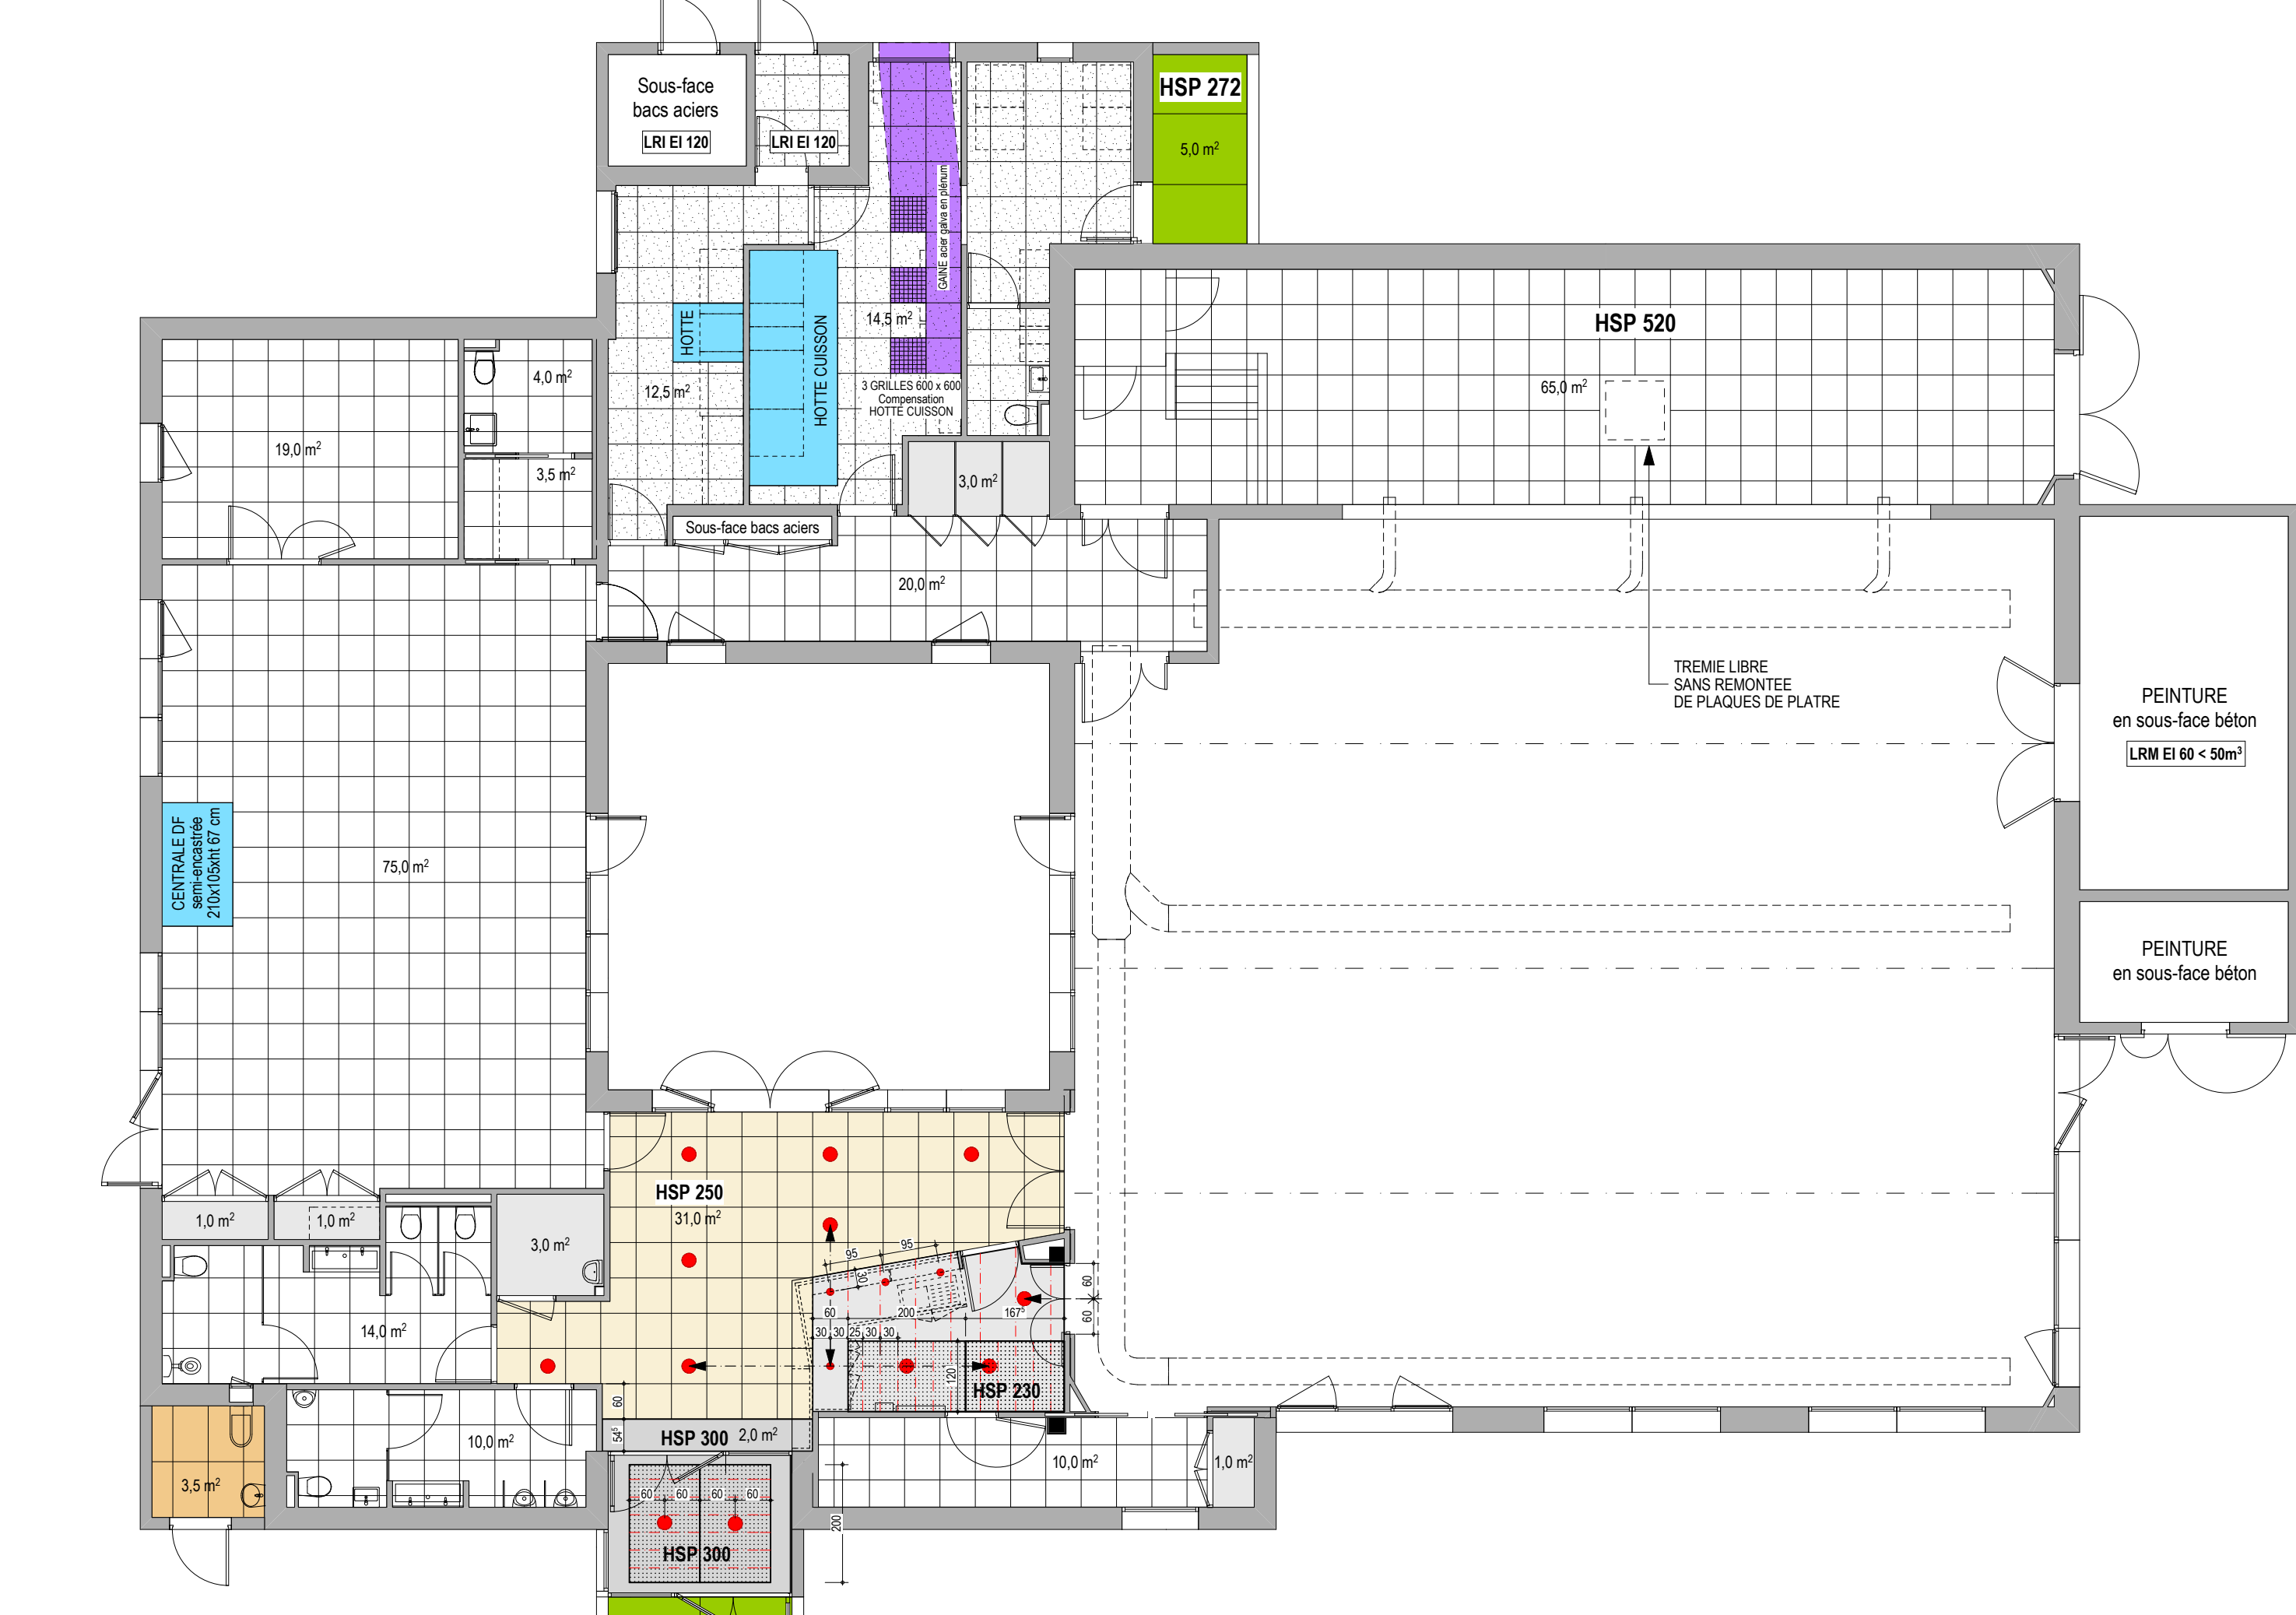 Sous-face
bacs aciers
LRI EI 120
LRI EI 120
HSP 272
5,0 m²
GAINE acier galva en plénum
HOTTE
HOTTE CUISSON
14,5 m²
12,5 m²
3 GRILLES 600 x 600
Compensation
HOTTE CUISSON
HSP 520
65,0 m²
4,0 m²
19,0 m²
3,5 m²
3,0 m²
Sous-face bacs aciers
20,0 m²
TREMIE LIBRE
SANS REMONTEE
DE PLAQUES DE PLATRE
PEINTURE
en sous-face béton
LRM EI 60 < 50m³
CENTRALE DF
semi-encastrée
210x105xht 67 cm
75,0 m²
PEINTURE
en sous-face béton
HSP 250
31,0 m²
1,0 m²
1,0 m²
3,0 m²
95
95
30
60
60
60
200
167⁵
30
30
25
30
30
14,0 m²
120
HSP 230
60
54⁵
HSP 300
2,0 m²
10,0 m²
10,0 m²
1,0 m²
3,5 m²
60
60
60
60
200
HSP 300